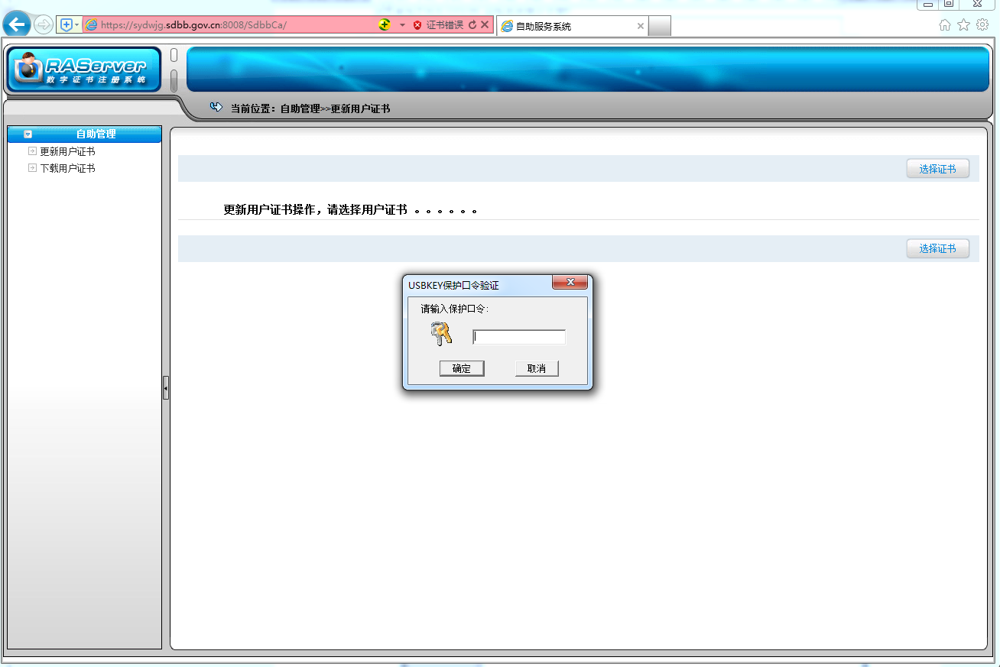 https://sydwjg.sdbb.gov.cn:8008/SdbbCa/
证书错误
自助服务系统
RAServer
数字证书注册系统
当前位置：自助管理>>更新用户证书
自助管理
更新用户证书
下载用户证书
选择证书
更新用户证书操作，请选择用户证书 。。。。。。
选择证书
USBKEY保护口令验证
请输入保护口令:
确定
取消